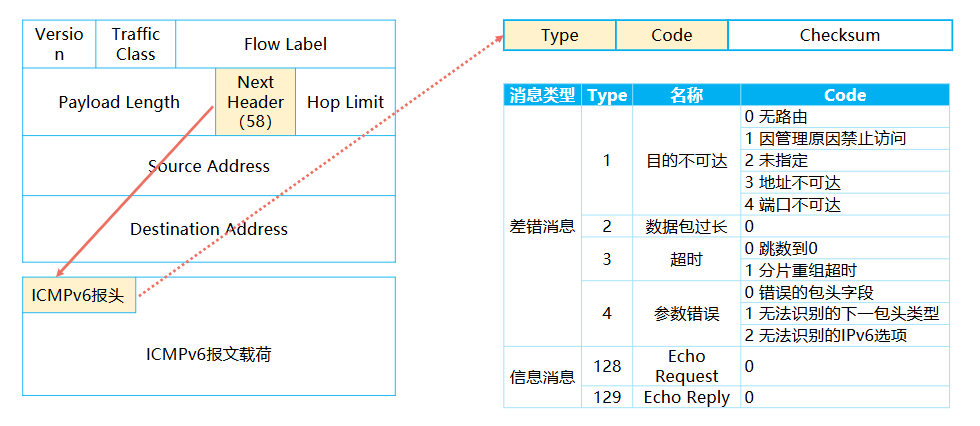 Versio
n
Traffic
Class
Flow Label
Payload Length
Next
Header
（58）
Hop Limit
Source Address
Destination Address
ICMPv6报头
ICMPv6报文载荷
Type
Code
Checksum
消息类型 Type 名称 Code
差错消息
1 目的不可达
0 无路由
1 因管理原因禁止访问
2 未指定
3 地址不可达
4 端口不可达
2 数据包过长 0
3 超时
0 跳数到0
1 分片重组超时
4 参数错误
0 错误的包头字段
1 无法识别的下一包头类型
2 无法识别的IPv6选项
信息消息
128
Echo
Request
0
129 Echo Reply 0